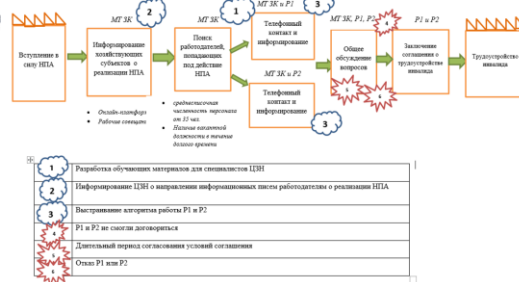 МТ ЗК
2
МТ ЗК
1
МТ ЗК и Р1
3
МТ ЗК, Р1, Р2
4
Р1 и Р2
Вступление в
силу НПА
Информирование
хозяйствующих
субъектов о
реализации НПА
Поиск
работодателей,
попадающих
под действие
НПА
Телефонный
контакт и
информирование
МТ ЗК и Р2
Телефонный
контакт и
информирование
3
Общее
обсуждение
вопросов
5
6
Заключение
соглашения о
трудоустройстве
инвалида
Трудоустройство
инвалида
• Онлайн-платформ
• Рабочие совещан
• среднесписочная
численность персонала
от 35 чел.
• Наличие вакантной
должности в течение
долгого времени
1 Разработка обучающих материалов для специалистов ЦЗН
2 Информирование ЦЗН о направлении информационных писем работодателям о реализации НПА
3 Выстраивание алгоритма работы Р1 и Р2
4 Р1 и Р2 не смогли договориться
5 Длительный период согласования условий соглашения
6 Отказ Р1 или Р2